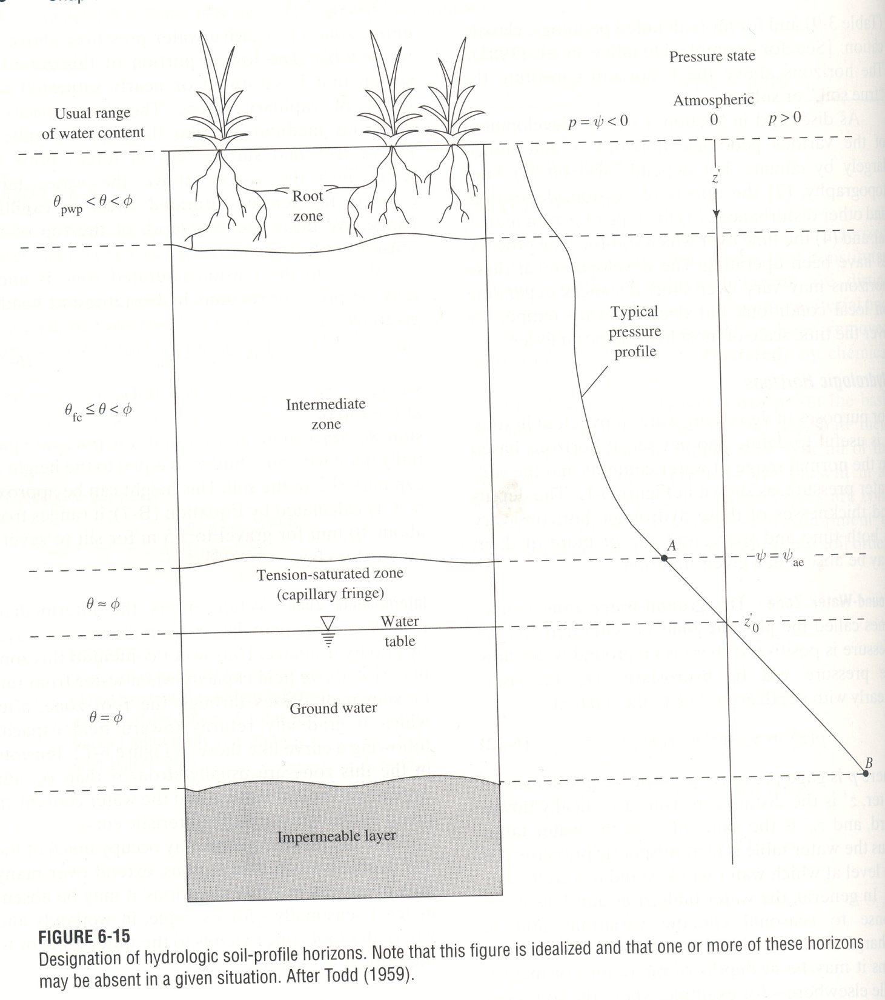 Pressure state
Usual range
of water content
p = ψ < 0
Atmospheric
0
p > 0
z'
θpwp < θ < ϕ
Root
zone
Typical
pressure
profile
θfc ≤ θ < ϕ
Intermediate
zone
A
-ψ = ψae
Tension-saturated zone
(capillary fringe)
θ ≈ ϕ
Water
table
z'0
θ = ϕ
Ground water
B
Impermeable layer
FIGURE 6-15
Designation of hydrologic soil-profile horizons. Note that this figure is idealized and that one or more of these horizons
may be absent in a given situation. After Todd (1959).